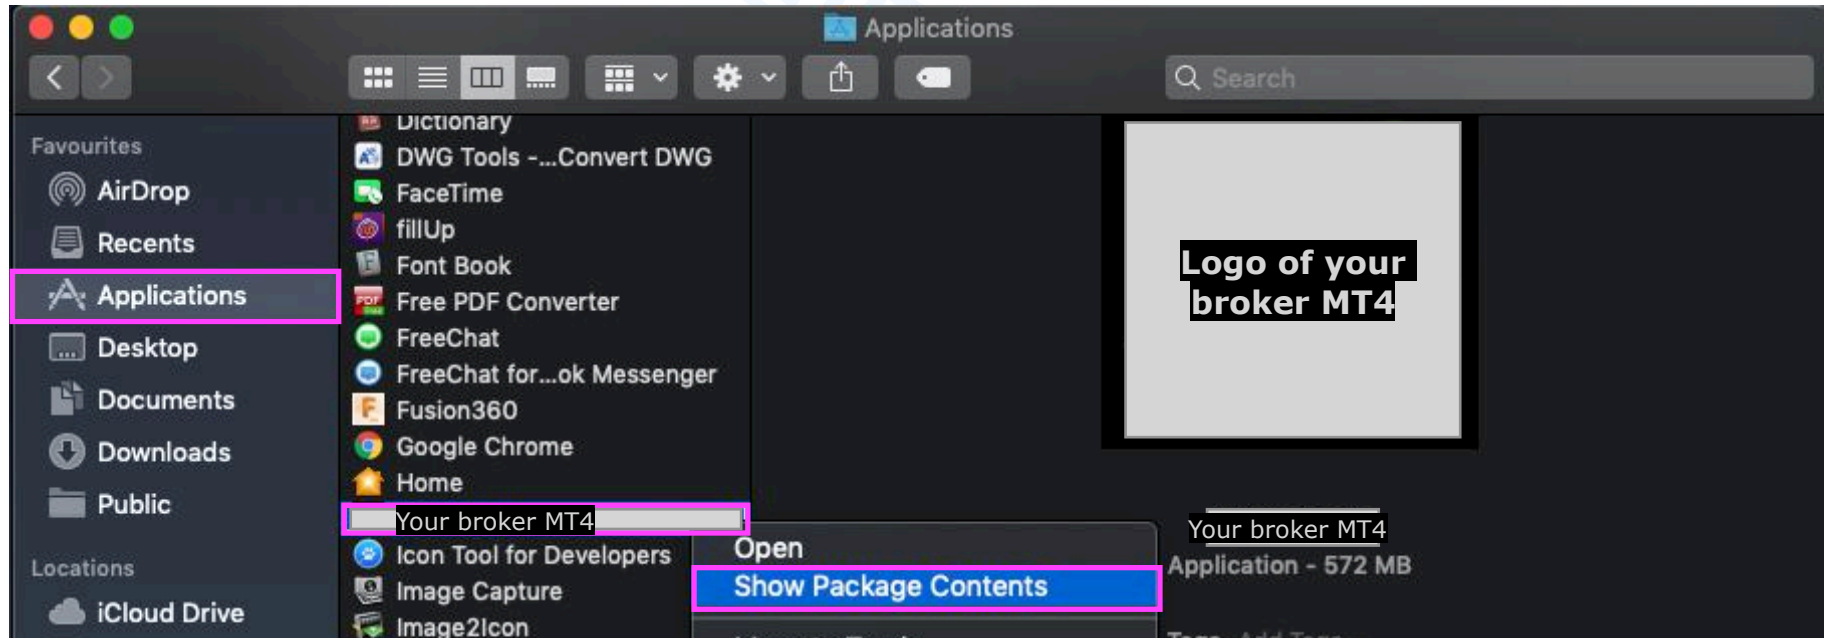 Applications
Search
Favourites
AirDrop
Recents
Applications
Desktop
Documents
Downloads
Public
Locations
iCloud Drive
Dictionary
DWG Tools -...Convert DWG
FaceTime
fillUp
Font Book
Free PDF Converter
FreeChat
FreeChat for...ok Messenger
Fusion360
Google Chrome
Home
Your broker MT4
Icon Tool for Developers
Image Capture
Image2Icon
Open
Show Package Contents
Logo of your
broker MT4
Your broker MT4
Application - 572 MB